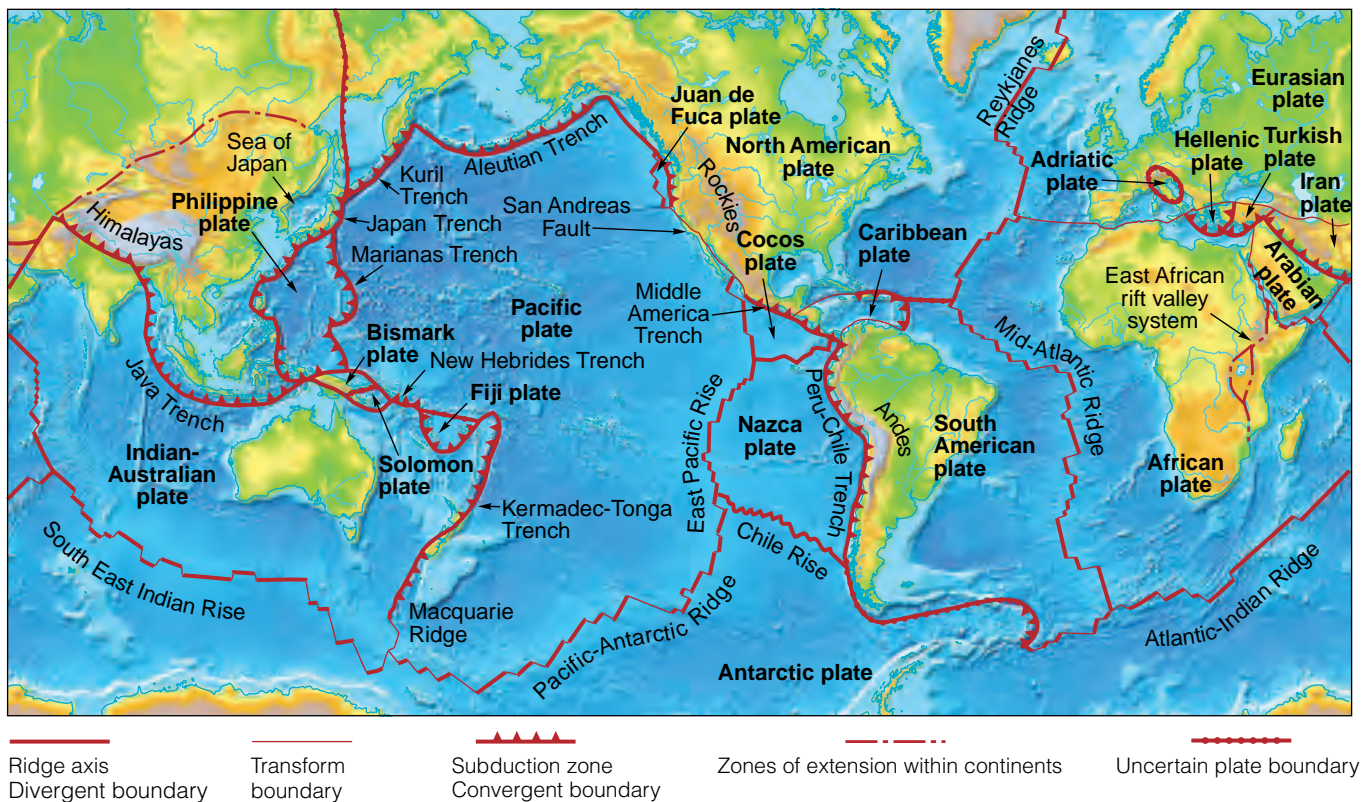 Eurasian
plate
Reykjanes
Ridge
Juan de
Fuca plate
Hellenic
plate
Turkish
plate
North American
plate
Adriatic
plate
Iran
plate
Sea of
Japan
Aleutian Trench
Kuril
Trench
Rockies
Philippine
plate
San Andreas
Fault
Himalayas
Japan Trench
Cocos
plate
Caribbean
plate
Marianas Trench
Arabian
plate
East African
rift valley
system
Middle
America
Trench
Pacific
plate
Bismark
plate
Mid-Atlantic Ridge
New Hebrides Trench
Java Trench
Fiji plate
Peru-Chile Trench
East Pacific Rise
Nazca
plate
Andes
South
American
plate
Indian-
Australian
plate
Solomon
plate
African
plate
Kermadec-Tonga
Trench
Chile Rise
South East Indian Rise
Macquarie
Ridge
Pacific-Antarctic Ridge
Atlantic-Indian Ridge
Antarctic plate
Ridge axis
Divergent boundary
Transform
boundary
Subduction zone
Convergent boundary
Zones of extension within continents
Uncertain plate boundary